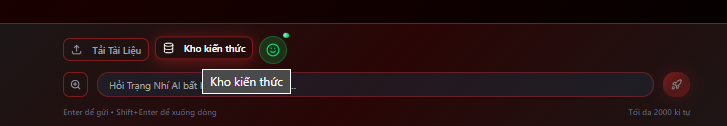 Tải Tài Liệu
Kho kiến thức
Hỏi Trạng Nhí AI bất
Kho kiến thức
Enter để gửi • Shift+Enter để xuống dòng
Tối đa 2000 kí tự